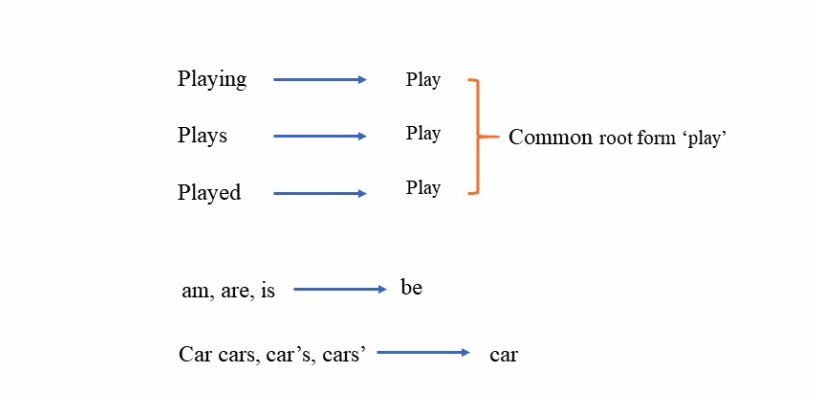 Playing Play
Plays Play Common root form ‘play’
Played Play
am, are, is be
Car cars, car’s, cars’ car